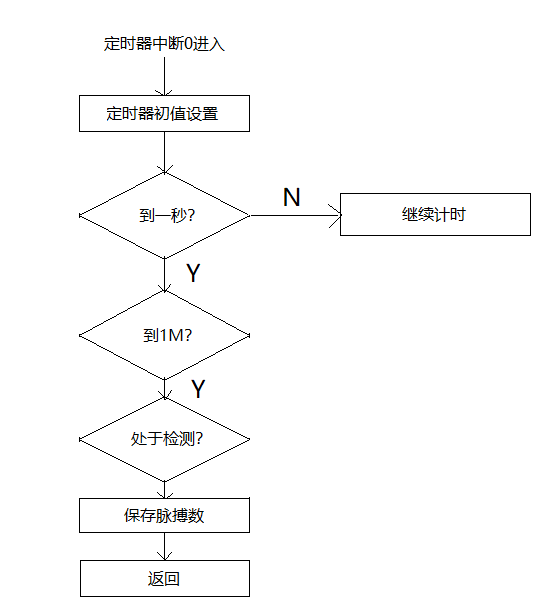 定时器中断0进入
定时器初值设置
到一秒?
N
继续计时
Y
到1M?
Y
处于检测?
保存脉搏数
返回